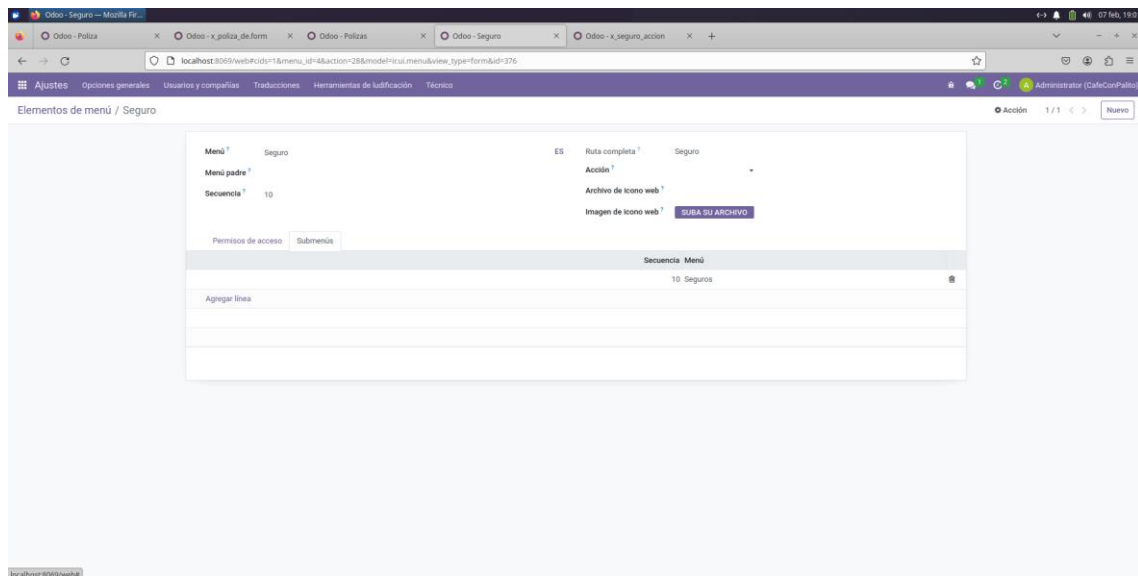 Odoo - Seguro — Mozilla Fir...
07 feb, 19:0
Odoo - Poliza
Odoo - x_poliza_de.form
Odoo - Polizas
Odoo - Seguro
Odoo - x_seguro_accion
localhost:8069/web#cids=1&menu_id=4&action=28&model=ir.ui.menu&view_type=form&id=376
Ajustes Opciones generales Usuarios y compañías Traducciones Herramientas de ludificación Técnico
1 2 A Administrator (CafeConPalito)
Elementos de menú / Seguro
Acción 1 / 1 Nuevo
Menú ? Seguro ES
Ruta completa ? Seguro
Menú padre ?
Acción ?
Secuencia ? 10
Archivo de icono web ?
Imagen de icono web ? SUBA SU ARCHIVO
Permisos de acceso Submenús
Secuencia Menú
10 Seguros
Agregar línea
localhost:8069/web#